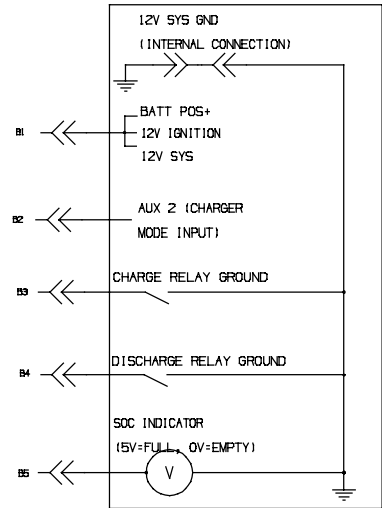 12V SYS GND
(INTERNAL CONNECTION)
BATT POS+
B1
12V IGNITION
12V SYS
B2
AUX 2 (CHARGER
MODE INPUT)
CHARGE RELAY GROUND
B3
DISCHARGE RELAY GROUND
B4
SOC INDICATOR
(5V=FULL, 0V=EMPTY)
B5
V